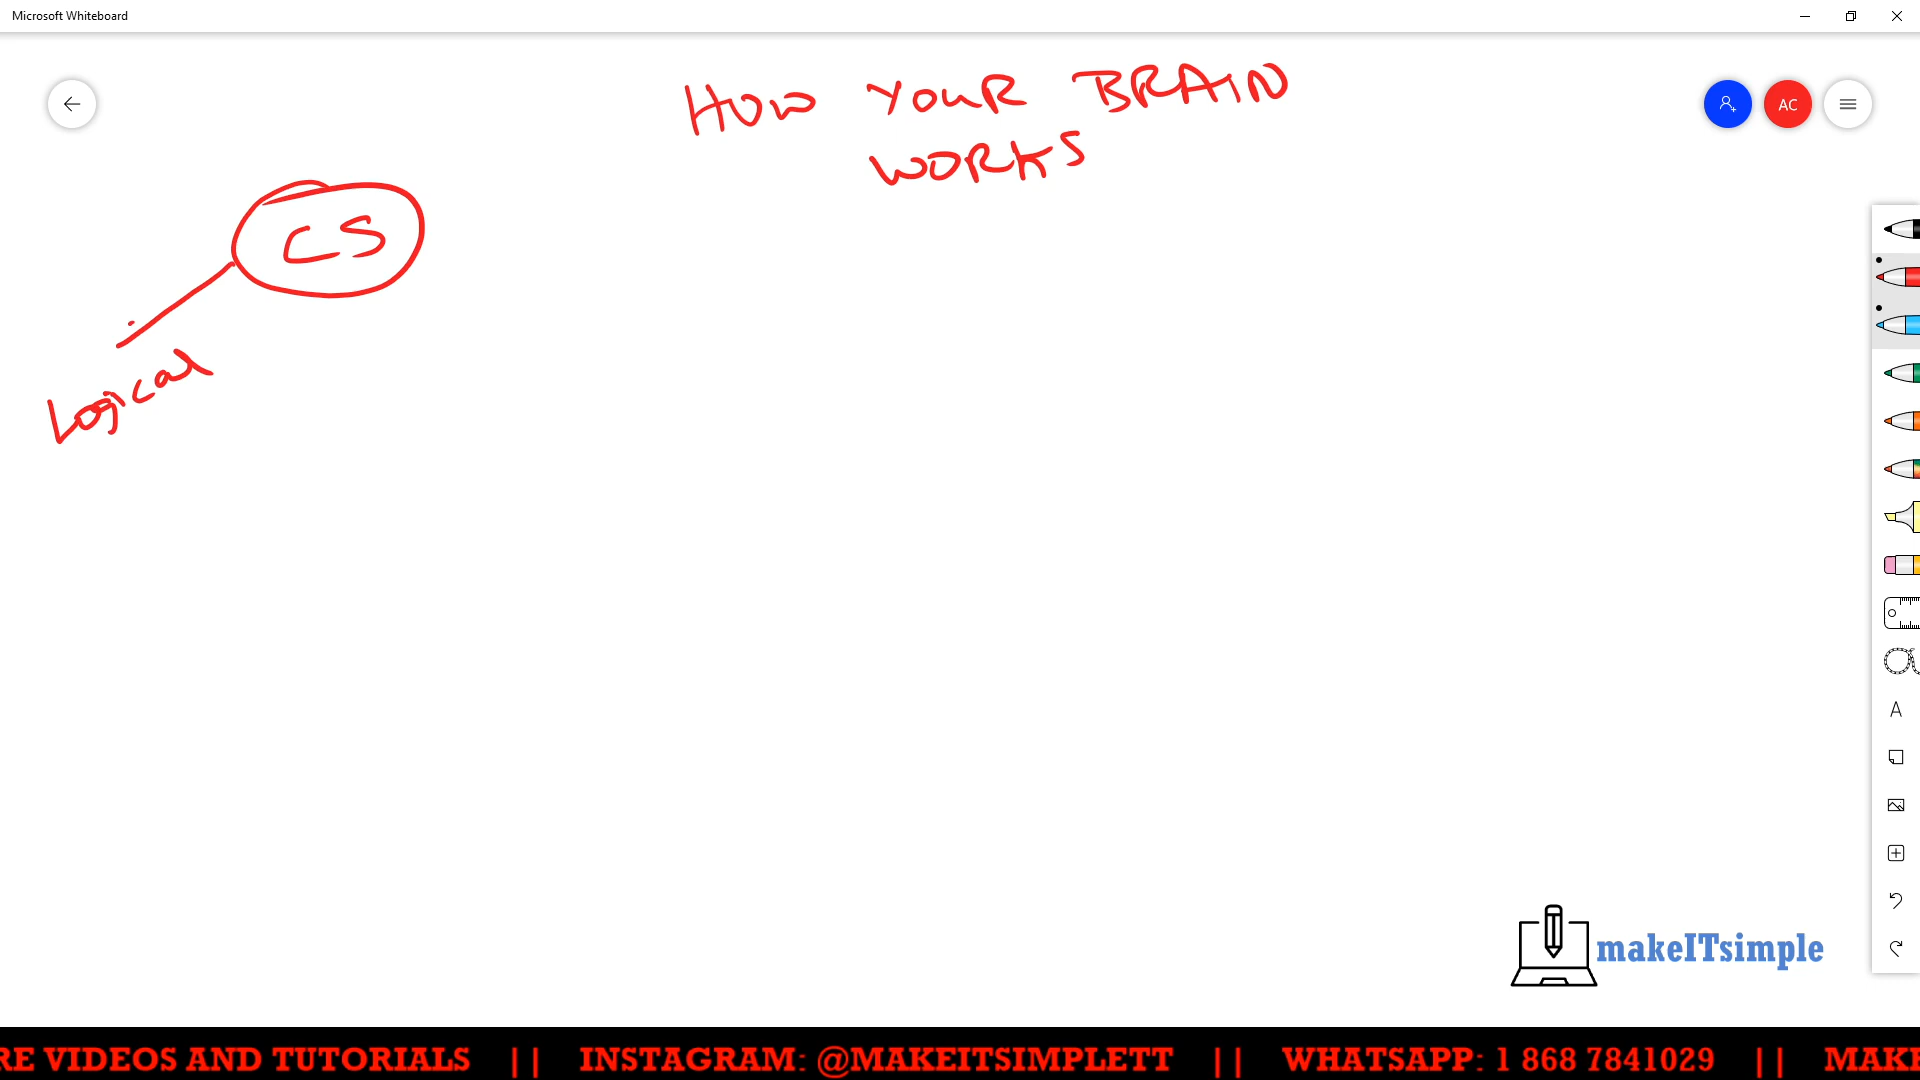 Microsoft Whiteboard
HOW YOUR BRAIN
WORKS
AC
CS
Logical
A
makeITsimple
RE VIDEOS AND TUTORIALS || INSTAGRAM: @MAKEITSIMPLETT || WHATSAPP: 1 868 7841029 || MAKE